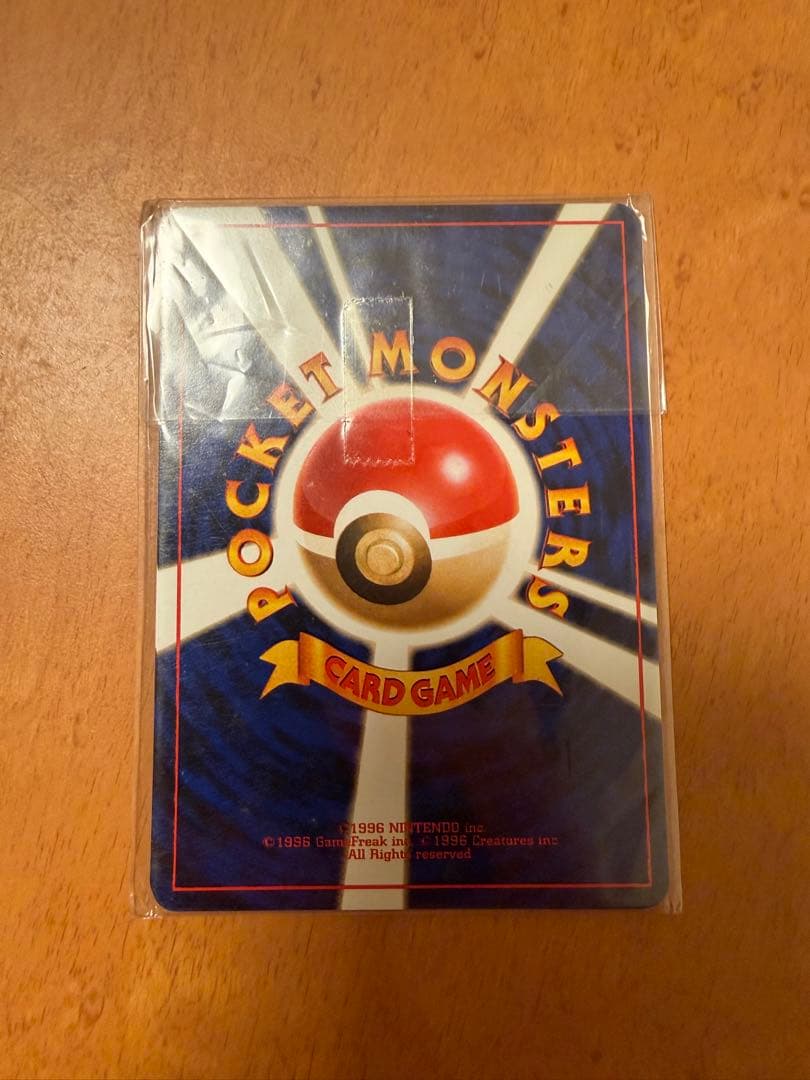 POCKET MONSTERS
CARD GAME
©1996 NINTENDO inc.
©1996 GameFreak inc. ©1996 Creatures inc
All Rights reserved